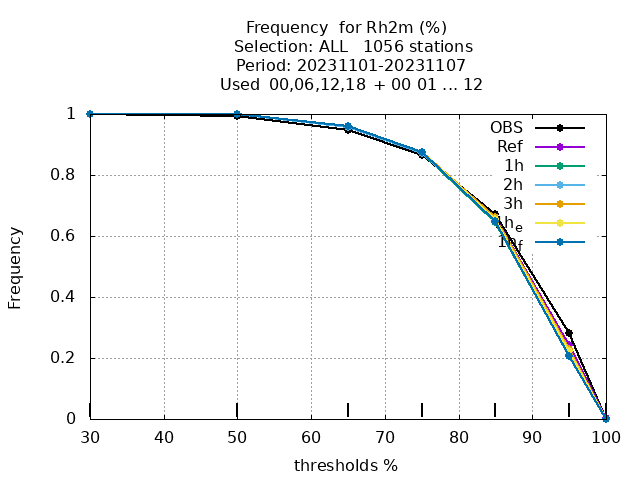 Frequency for Rh2m (%)
Selection: ALL 1056 stations
Period: 20231101-20231107
Used 00,06,12,18 + 00 01 ... 12
1
0.8
0.6
0.4
0.2
0
Frequency
OBS
Ref
1h
2h
3h
1he
1hf
30 40 50 60 70 80 90 100
thresholds %